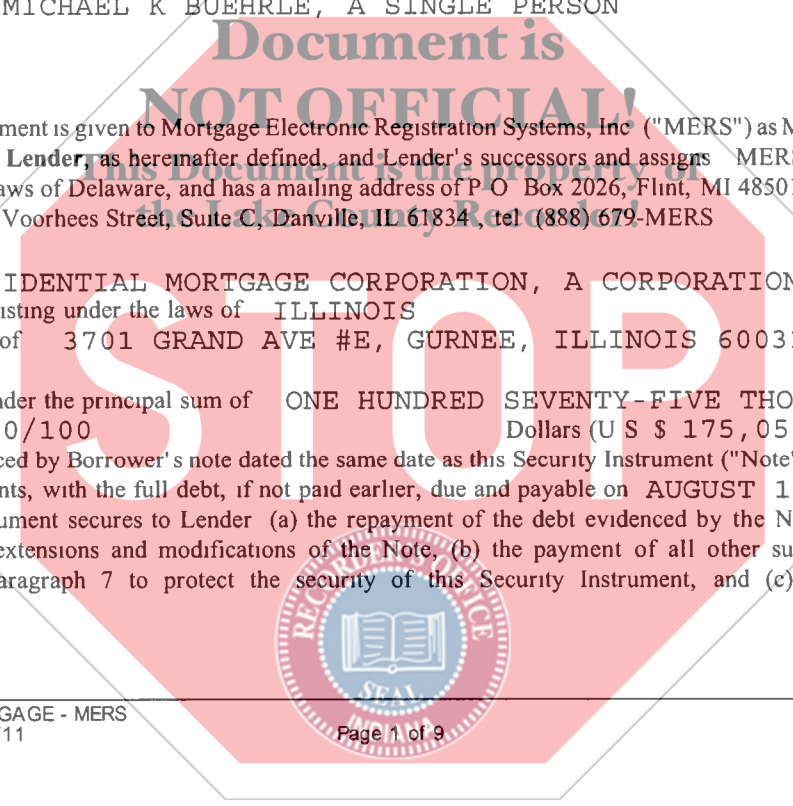 MICHAEL K BUEHRLE, A SINGLE PERSON
Document is
NOT OFFICIAL!
ment is given to Mortgage Electronic Registration Systems, Inc ("MERS") as M
Lender, as hereinafter defined, and Lender's successors and assigns MERS
This Document is the property of
aws of Delaware, and has a mailing address of P O Box 2026, Flint, MI 48501
the Lake County Recorder!
Voorhees Street, Suite C, Danville, IL 61834 , tel (888) 679-MERS
IDENTIAL MORTGAGE CORPORATION, A CORPORATION
isting under the laws of ILLINOIS
of 3701 GRAND AVE #E, GURNEE, ILLINOIS 60031
STOP
nder the principal sum of ONE HUNDRED SEVENTY-FIVE THO
0/100 Dollars (U S $ 175,05
ced by Borrower's note dated the same date as this Security Instrument ("Note"
nts, with the full debt, if not paid earlier, due and payable on AUGUST 1
ument secures to Lender (a) the repayment of the debt evidenced by the N
extensions and modifications of the Note, (b) the payment of all other su
aragraph 7 to protect the security of this Security Instrument, and (c)
RECORDER'S OFFICE
SEAL
INDIANA
GAGE - MERS
/11
Page 1 of 9